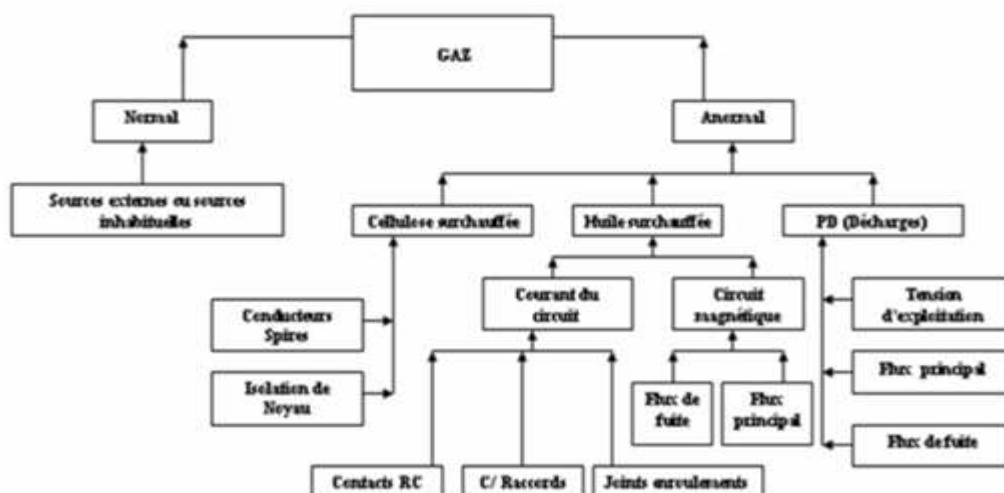 GAZ
Normal
Anormal
Sources externes ou sources
inhabituelles
Cellulose surchauffée
Huile surchauffée
PD (Décharges)
Conducteurs
Spires
Courant du
circuit
Circuit
magnétique
Tension
d'exploitation
Isolation de
Noyau
Flux de
fuite
Flux
principal
Flux principal
Flux de fuite
Contacts RC
C/ Raccords
Joints enroulements